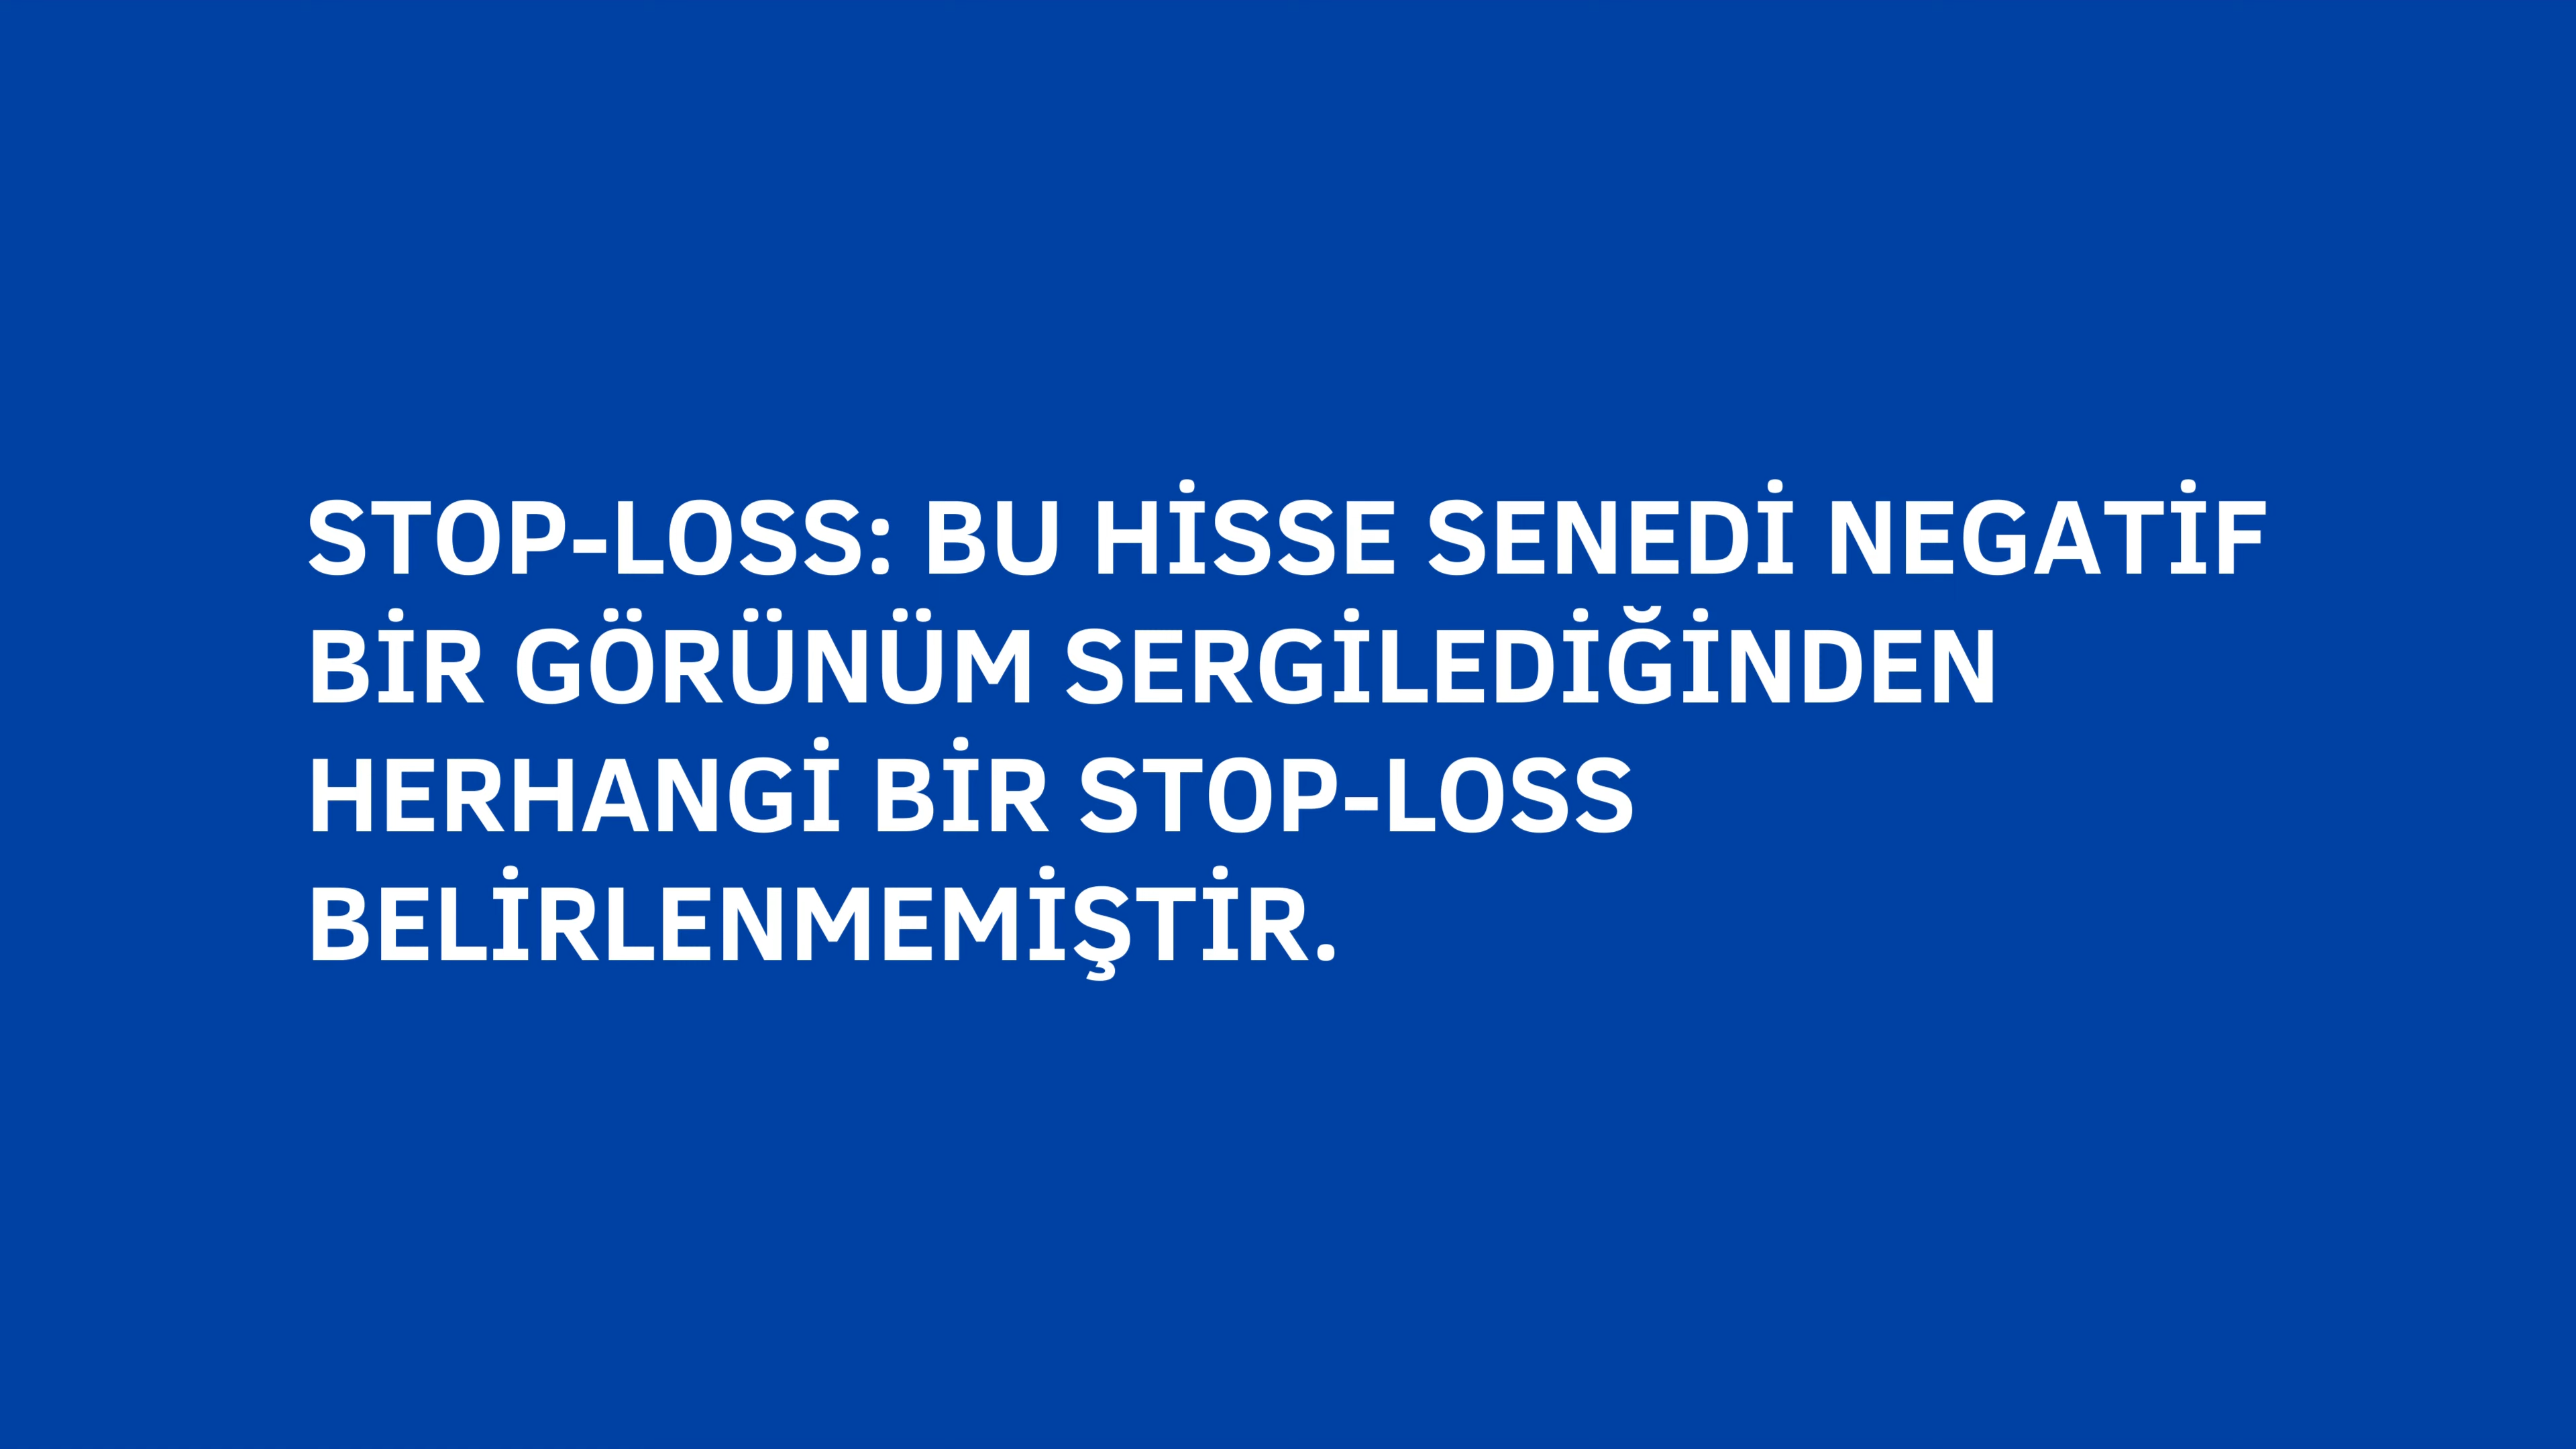 STOP-LOSS: BU HİSSE SENEDİ NEGATİF
BİR GÖRÜNÜM SERGİLEDİĞİNDEN
HERHANGİ BİR STOP-LOSS
BELİRLENMEMİŞTİR.